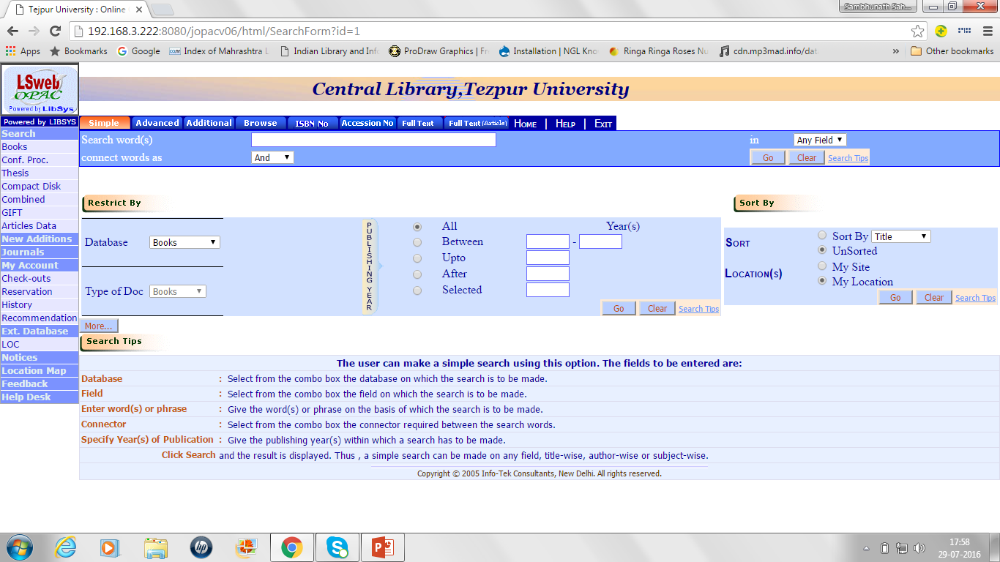 Tejpur University : Online
Sambhunath Sah...
192.168.3.222:8080/jopacv06/html/SearchForm?id=1
Apps Bookmarks Google Index of Mahrashtra L Indian Library and Info ProDraw Graphics | Fr Installation | NGL Kno Ringa Ringa Roses Nu cdn.mp3mad.info/dat » Other bookmarks
LSweb
OPAC
Powered by LibSys
Central Library,Tezpur University
Powered by LIBSYS
Simple Advanced Additional Browse ISBN No Accession No Full Text Full Text (Article) Home | Help | Exit
Search
Books
Conf. Proc.
Thesis
Compact Disk
Combined
GIFT
Articles Data
New Additions
Journals
My Account
Check-outs
Reservation
History
Recommendation
Ext. Database
LOC
Notices
Location Map
Feedback
Help Desk
Search word(s) in Any Field
connect words as And Go Clear Search Tips
Restrict By
Database Books
Type of Doc Books
More...
PUBLISHING YEAR
All Year(s)
Between -
Upto
After
Selected
Go Clear Search Tips
Sort By
Sort Sort By Title
UnSorted
Location(s) My Site
My Location
Go Clear Search Tips
Search Tips
The user can make a simple search using this option. The fields to be entered are:
Database : Select from the combo box the database on which the search is to be made.
Field : Select from the combo box the field on which the search is to be made.
Enter word(s) or phrase : Give the word(s) or phrase on the basis of which the search is to be made.
Connector : Select from the combo box the connector required between the search words.
Specify Year(s) of Publication : Give the publishing year(s) within which a search has to be made.
Click Search and the result is displayed. Thus , a simple search can be made on any field, title-wise, author-wise or subject-wise.
Copyright © 2005 Info-Tek Consultants, New Delhi. All rights reserved.
17:58
29-07-2016